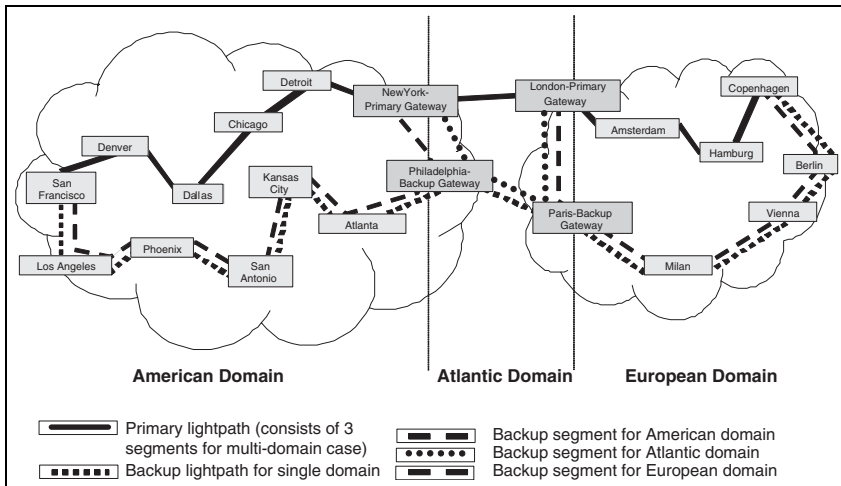 Detroit
NewYork-
Primary Gateway
London-Primary
Gateway
Copenhagen
Chicago
Amsterdam
Denver
Hamburg
Berlin
San
Francisco
Dallas
Kansas
City
Philadelphia-
Backup Gateway
Atlanta
Paris-Backup
Gateway
Vienna
Phoenix
Los Angeles
San
Antonio
Milan
American Domain
Atlantic Domain
European Domain
Primary lightpath (consists of 3
segments for multi-domain case)
Backup lightpath for single domain
Backup segment for American domain
Backup segment for Atlantic domain
Backup segment for European domain